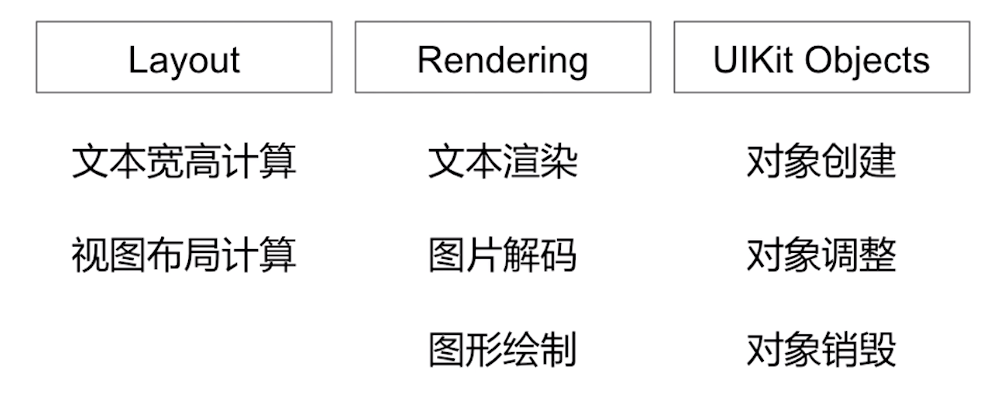 Layout
Rendering
UIKit Objects
文本宽高计算
文本渲染
对象创建
视图布局计算
图片解码
对象调整
图形绘制
对象销毁